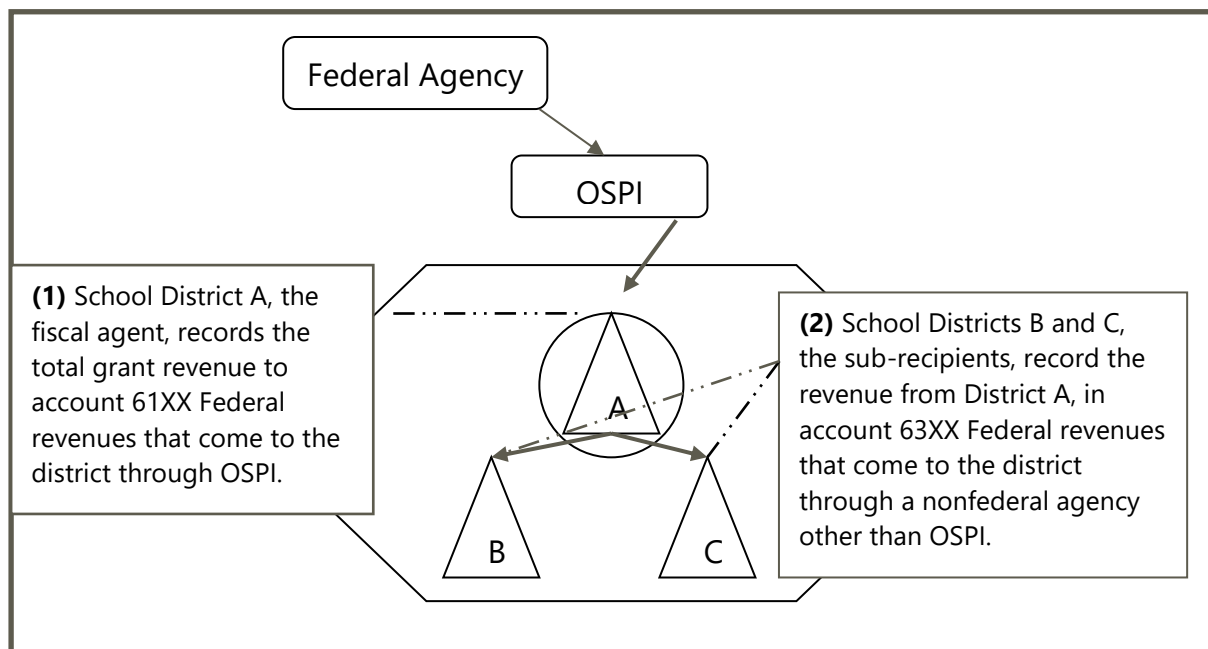 Federal Agency
OSPI
(1) School District A, the
fiscal agent, records the
total grant revenue to
account 61XX Federal
revenues that come to the
district through OSPI.
A
(2) School Districts B and C,
the sub-recipients, record the
revenue from District A, in
account 63XX Federal revenues
that come to the district
through a nonfederal agency
other than OSPI.
B
C